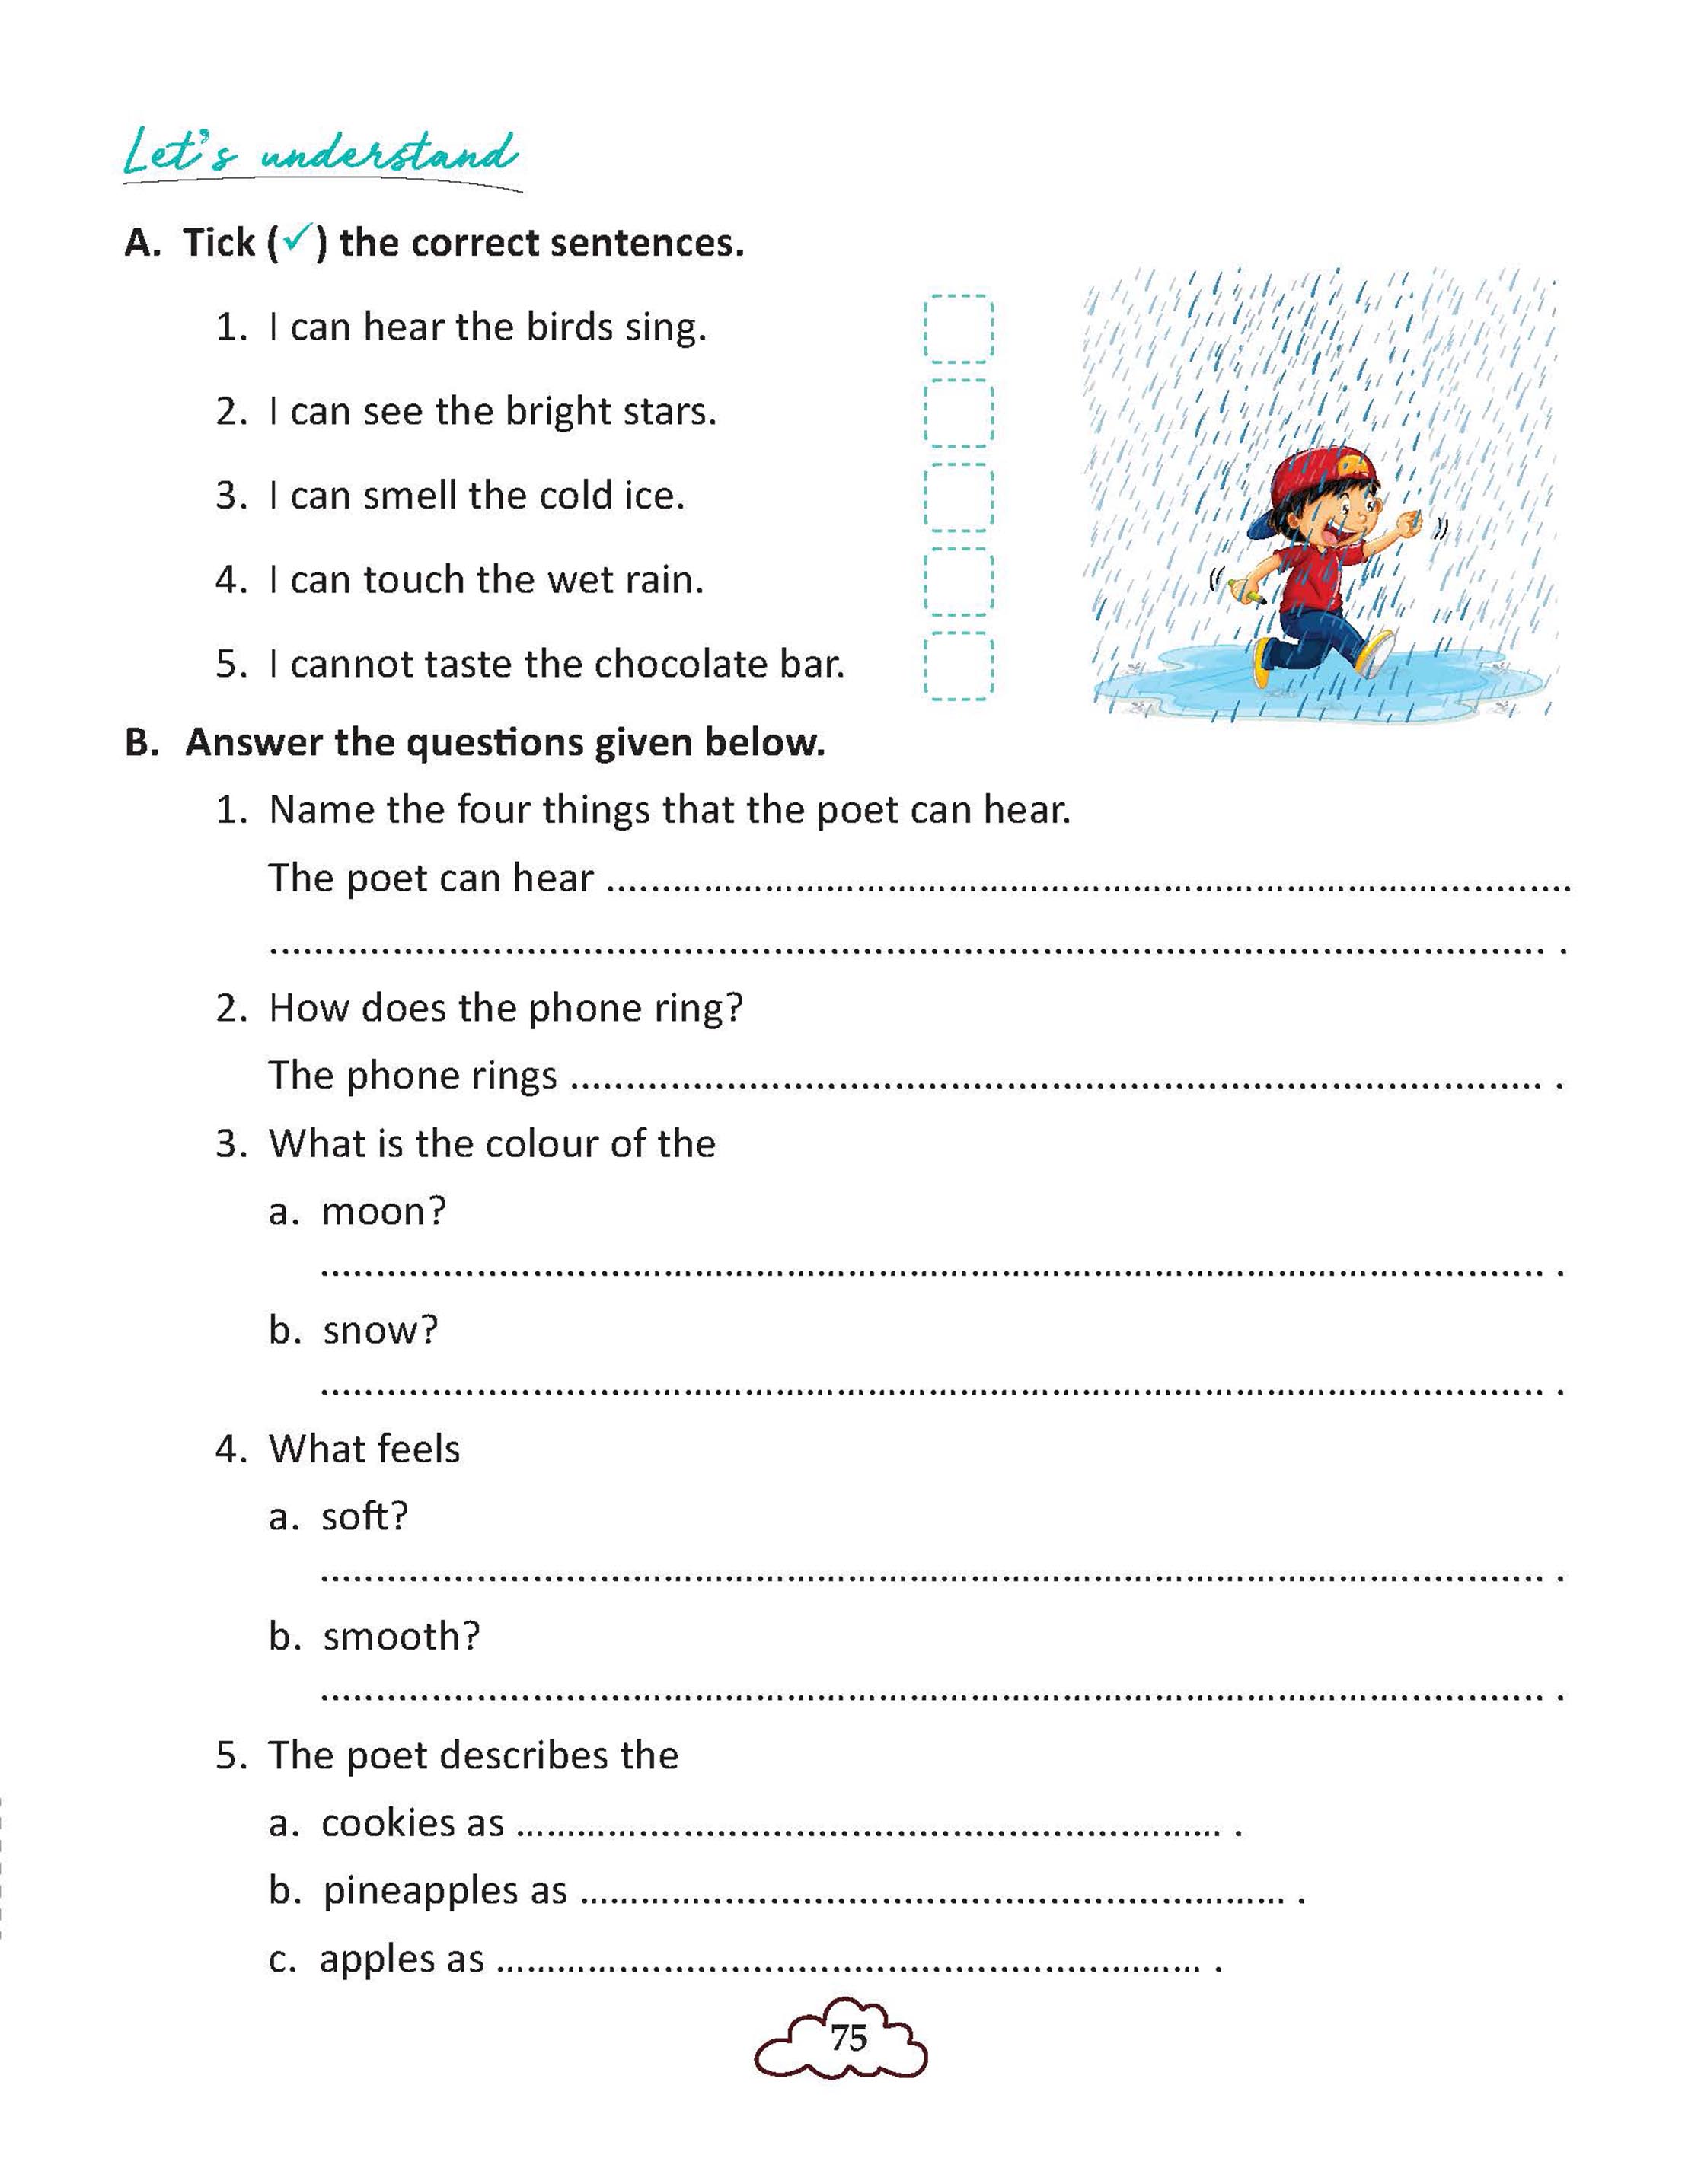 Let's understand
A. Tick (✓) the correct sentences.
1. I can hear the birds sing.
2. I can see the bright stars.
3. I can smell the cold ice.
4. I can touch the wet rain.
5. I cannot taste the chocolate bar.
B. Answer the questions given below.
1. Name the four things that the poet can hear.
The poet can hear ........................................................................................
........................................................................................ .
2. How does the phone ring?
The phone rings ........................................................................................ .
3. What is the colour of the
a. moon?
........................................................................................ .
b. snow?
........................................................................................ .
4. What feels
a. soft?
........................................................................................ .
b. smooth?
........................................................................................ .
5. The poet describes the
a. cookies as .................................................................. .
b. pineapples as .................................................................. .
c. apples as .................................................................. .
75